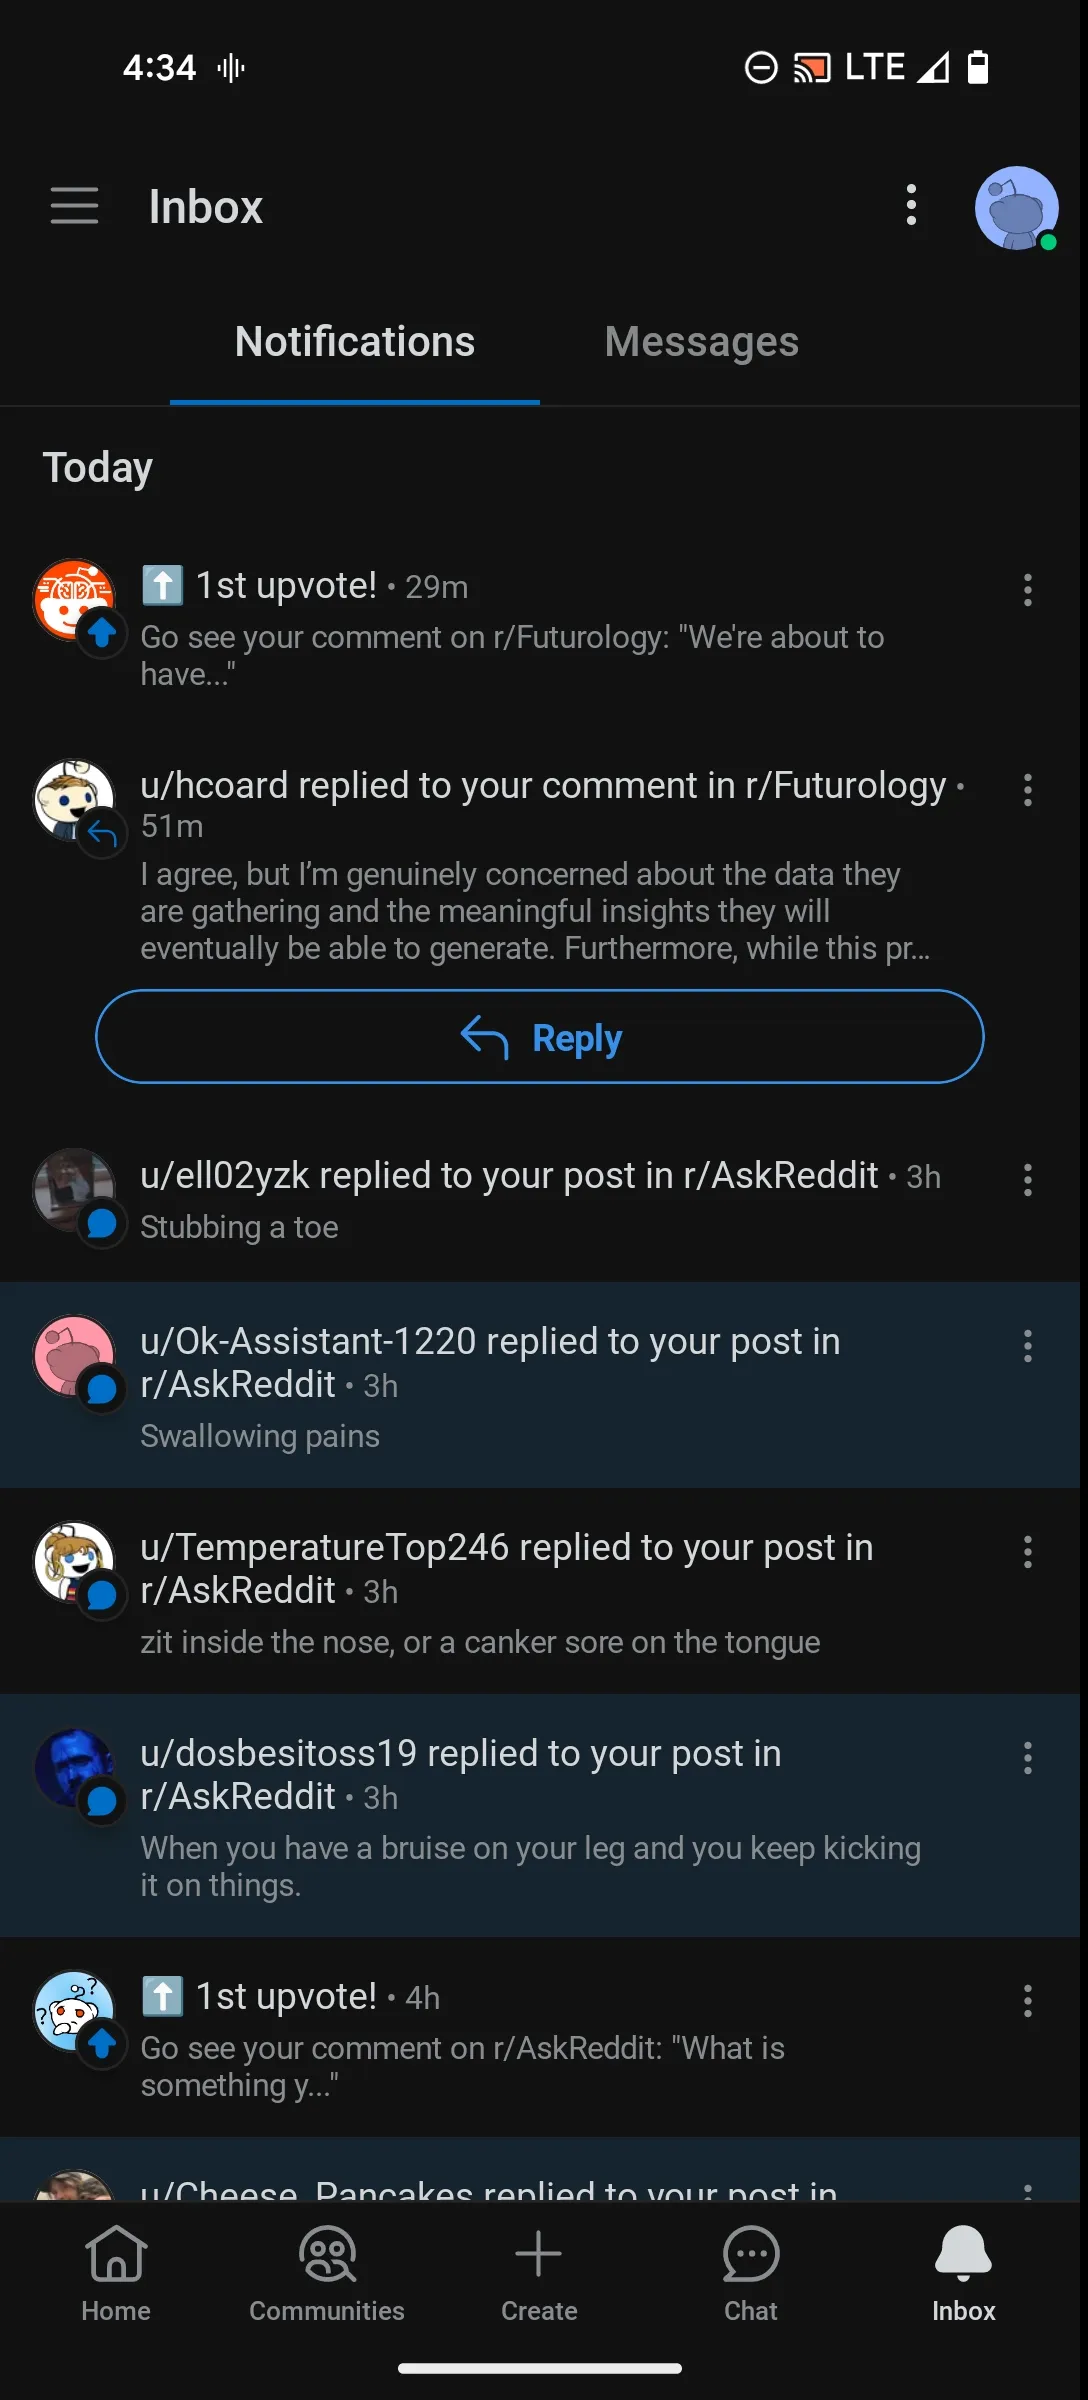 4:34
LTE
Inbox
Notifications
Messages
Today
⬆️ 1st upvote! • 29m
Go see your comment on r/Futurology: "We're about to
have..."
u/hcoard replied to your comment in r/Futurology •
51m
I agree, but I’m genuinely concerned about the data they
are gathering and the meaningful insights they will
eventually be able to generate. Furthermore, while this pr...
Reply
u/ell02yzk replied to your post in r/AskReddit • 3h
Stubbing a toe
u/Ok-Assistant-1220 replied to your post in
r/AskReddit • 3h
Swallowing pains
u/TemperatureTop246 replied to your post in
r/AskReddit • 3h
zit inside the nose, or a canker sore on the tongue
u/dosbesitoss19 replied to your post in
r/AskReddit • 3h
When you have a bruise on your leg and you keep kicking
it on things.
⬆️ 1st upvote! • 4h
Go see your comment on r/AskReddit: "What is
something y..."
u/Cheese_Pancakes replied to your post in
Home
Communities
Create
Chat
Inbox